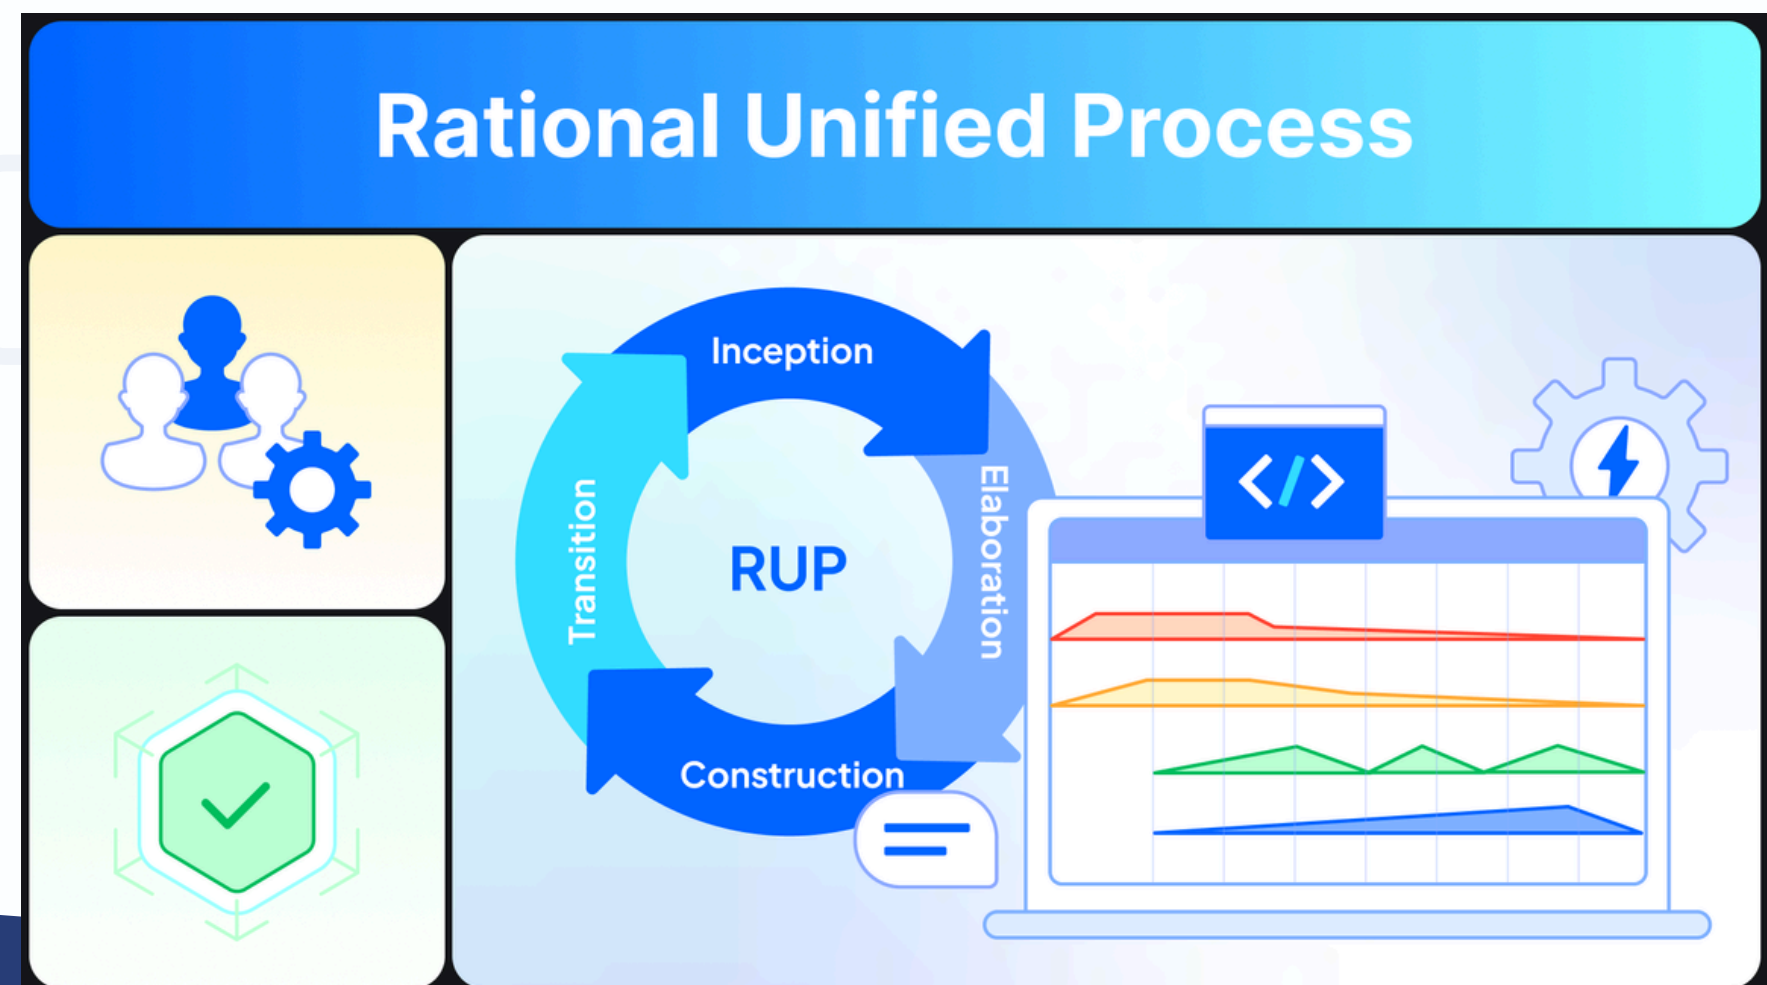 Rational Unified Process
Inception
Elaboration
Construction
Transition
RUP
</>